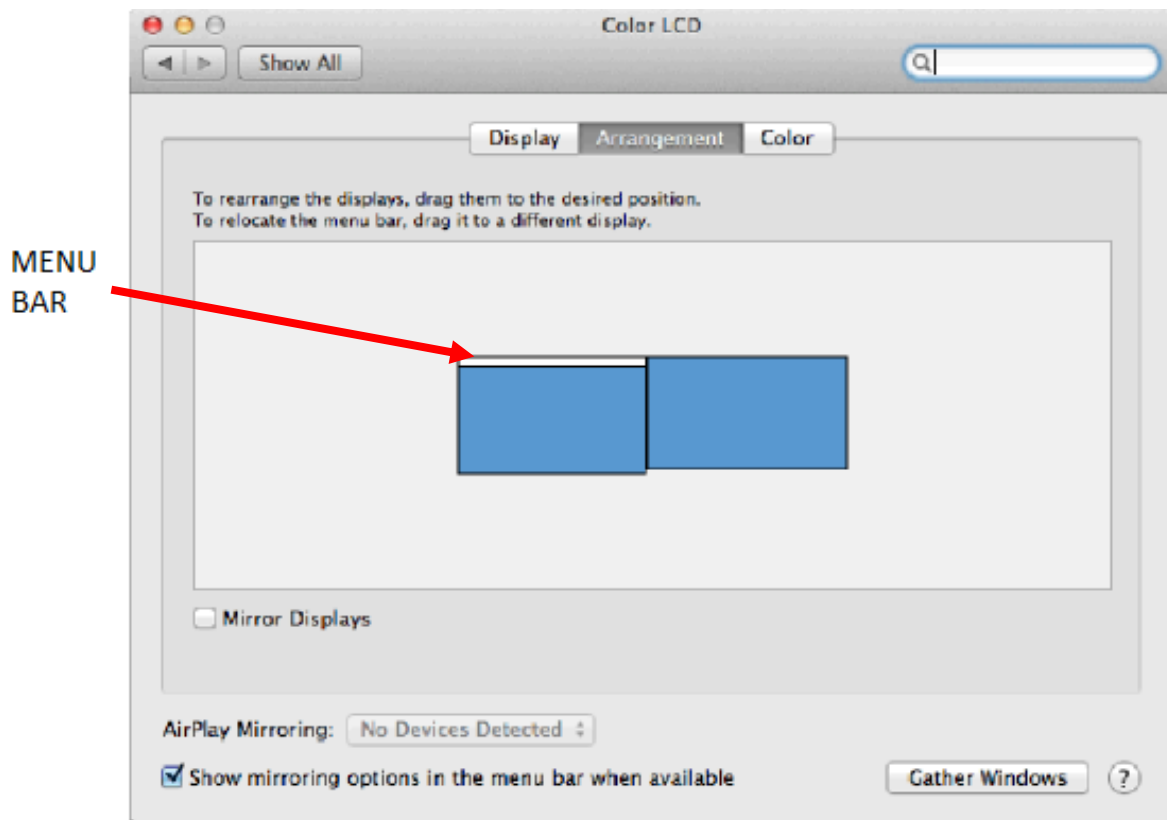 Color LCD
Show All
Display Arrangement Color
To rearrange the displays, drag them to the desired position.
To relocate the menu bar, drag it to a different display.
MENU
BAR
Mirror Displays
AirPlay Mirroring: No Devices Detected
Show mirroring options in the menu bar when available Gather Windows ?